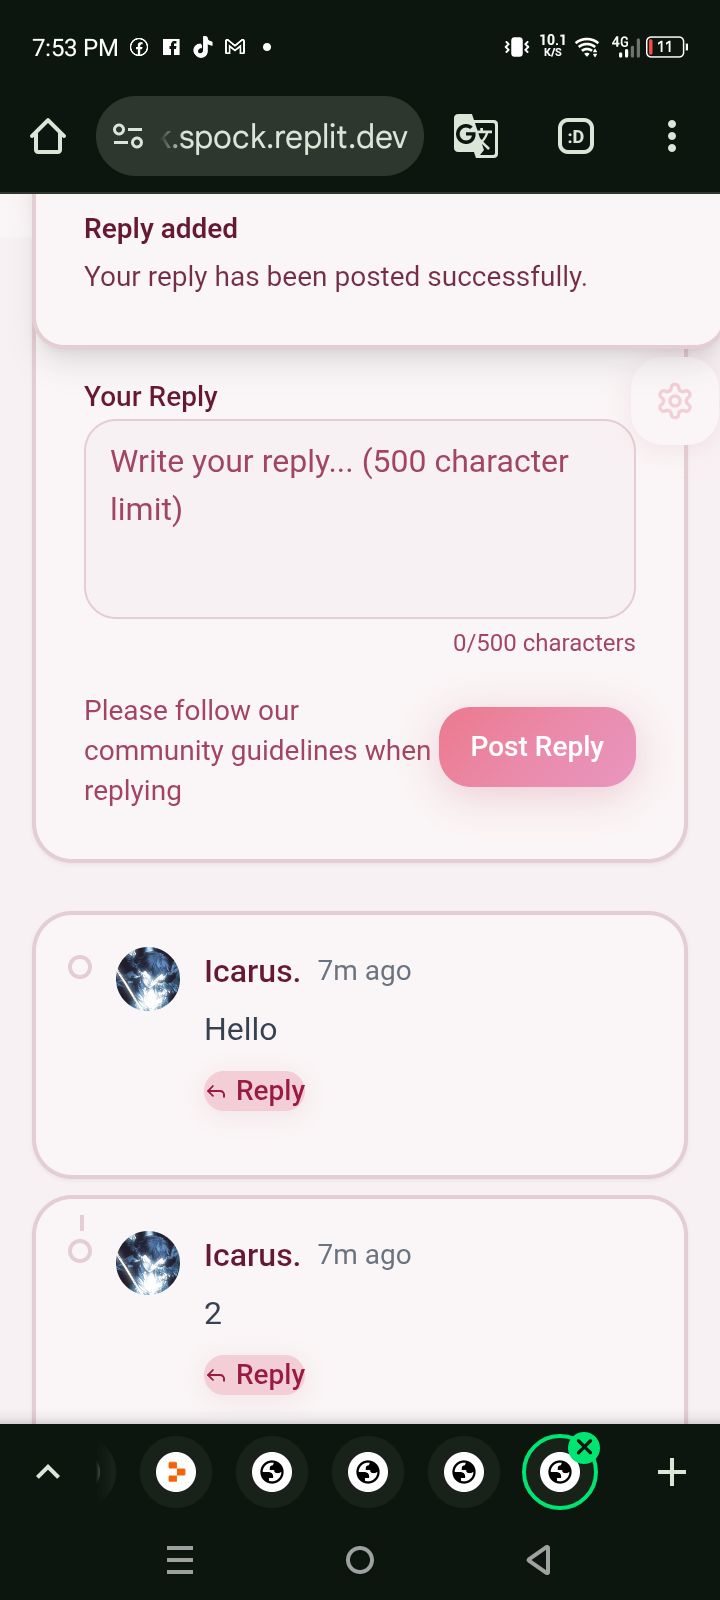 7:53 PM
10.1
K/S
4G
11
.spock.replit.dev
:D
Reply added
Your reply has been posted successfully.
Your Reply
Write your reply... (500 character
limit)
0/500 characters
Please follow our
community guidelines when
replying
Post Reply
Icarus. 7m ago
Hello
Reply
Icarus. 7m ago
2
Reply